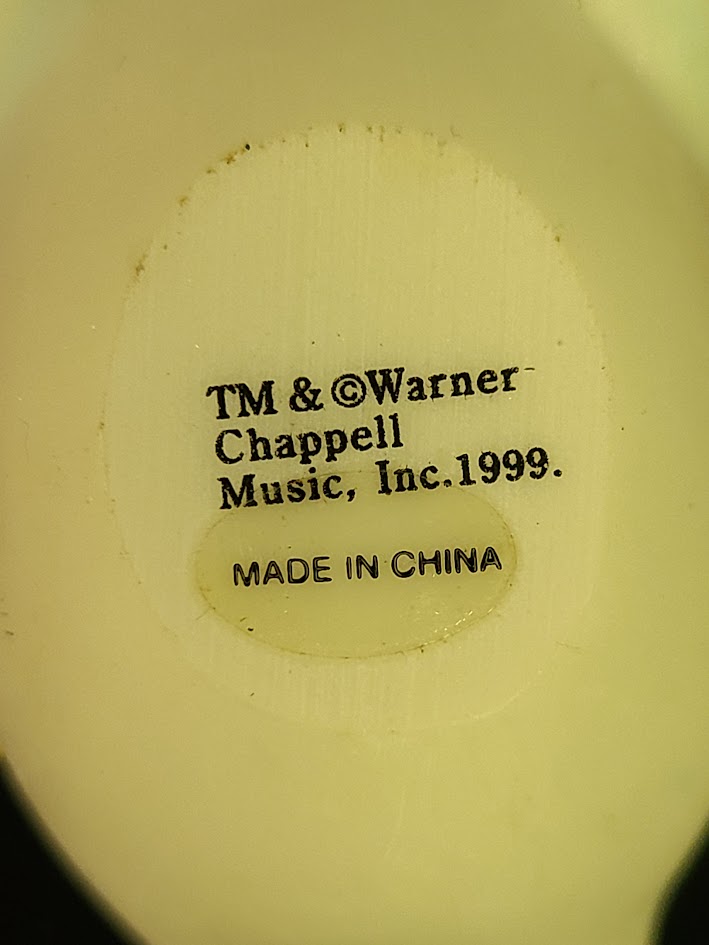 TM & ©Warner
Chappell
Music, Inc.1999.
MADE IN CHINA